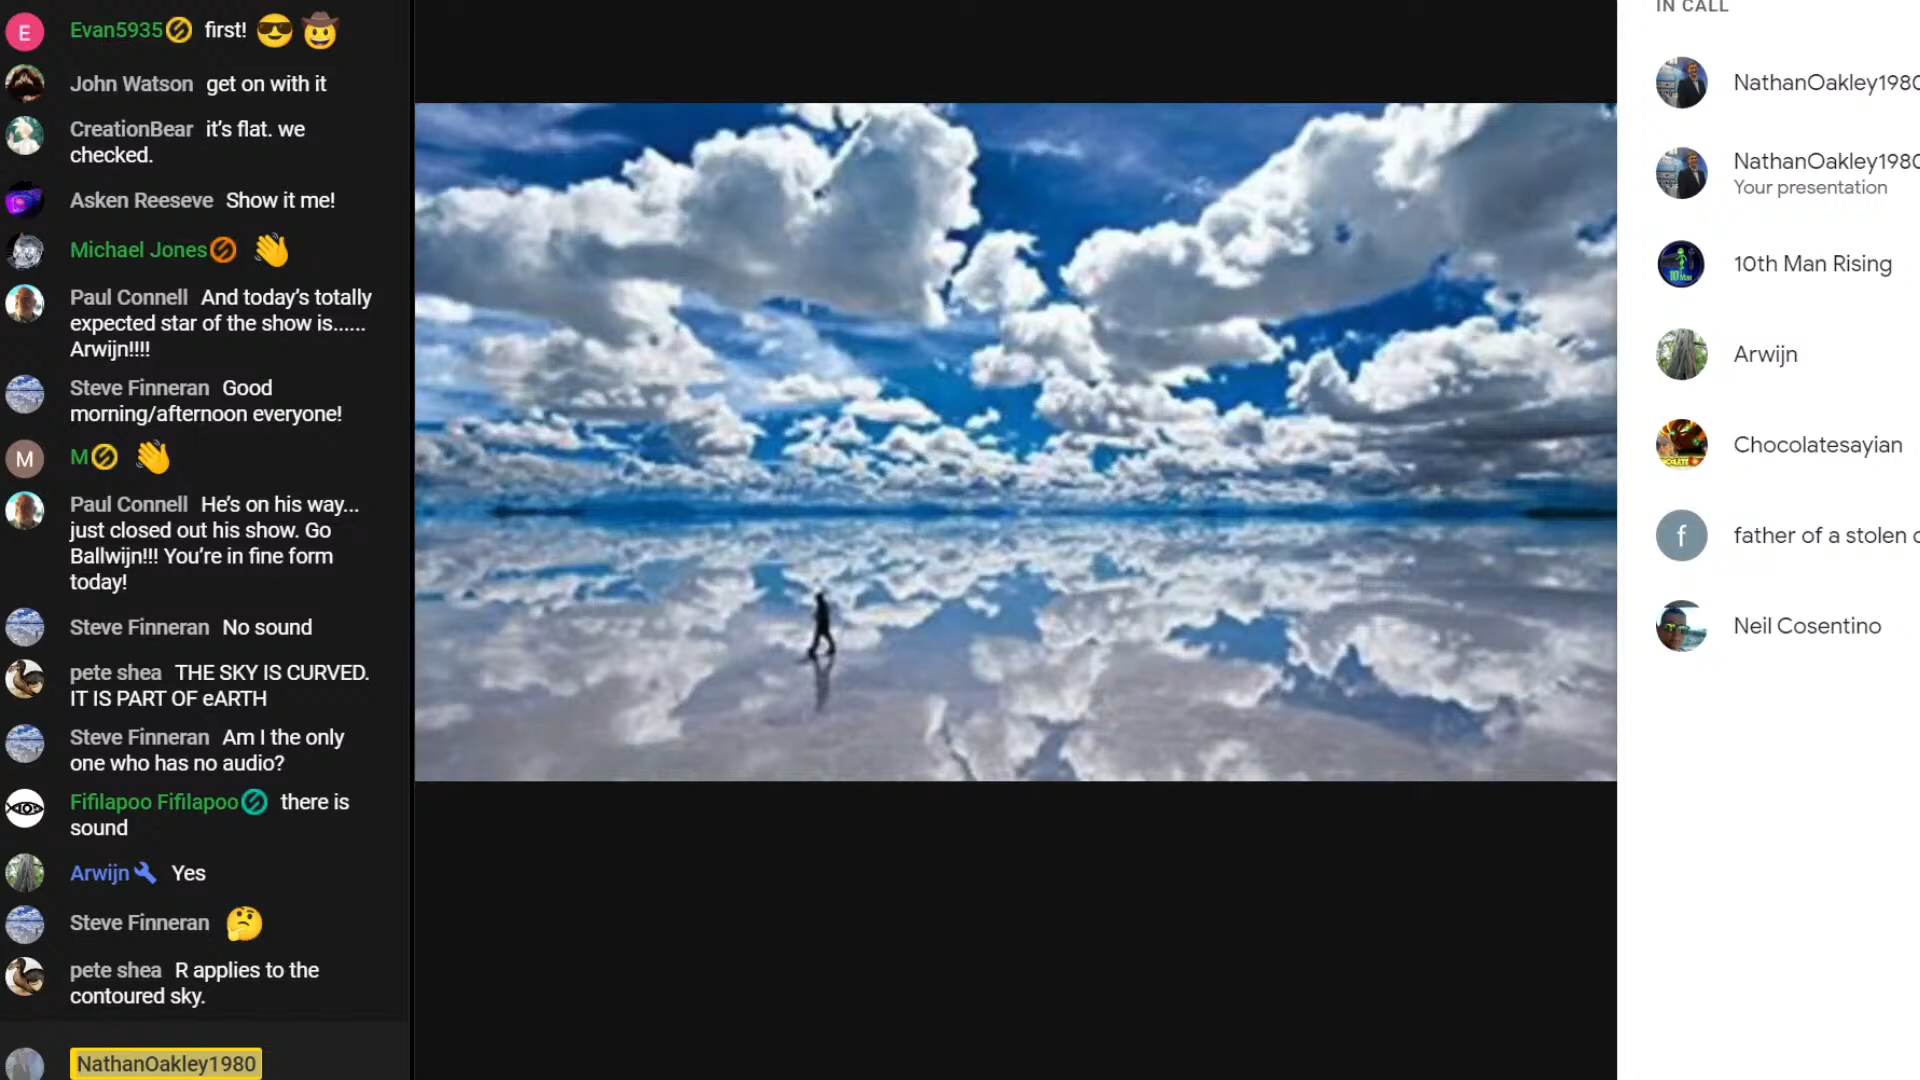 Evan5935 first!
John Watson get on with it
CreationBear it’s flat. we
checked.
Asken Reeseve Show it me!
Michael Jones
Paul Connell And today’s totally
expected star of the show is......
Arwijn!!!!
Steve Finneran Good
morning/afternoon everyone!
M M
Paul Connell He’s on his way...
just closed out his show. Go
Ballwijn!!! You’re in fine form
today!
Steve Finneran No sound
pete shea THE SKY IS CURVED.
IT IS PART OF eARTH
Steve Finneran Am I the only
one who has no audio?
Fifilapoo Fifilapoo there is
sound
Arwijn Yes
Steve Finneran
pete shea R applies to the
contoured sky.
NathanOakley1980
IN CALL
NathanOakley1980
NathanOakley1980
Your presentation
10th Man Rising
Arwijn
Chocolatesayian
f father of a stolen
Neil Cosentino